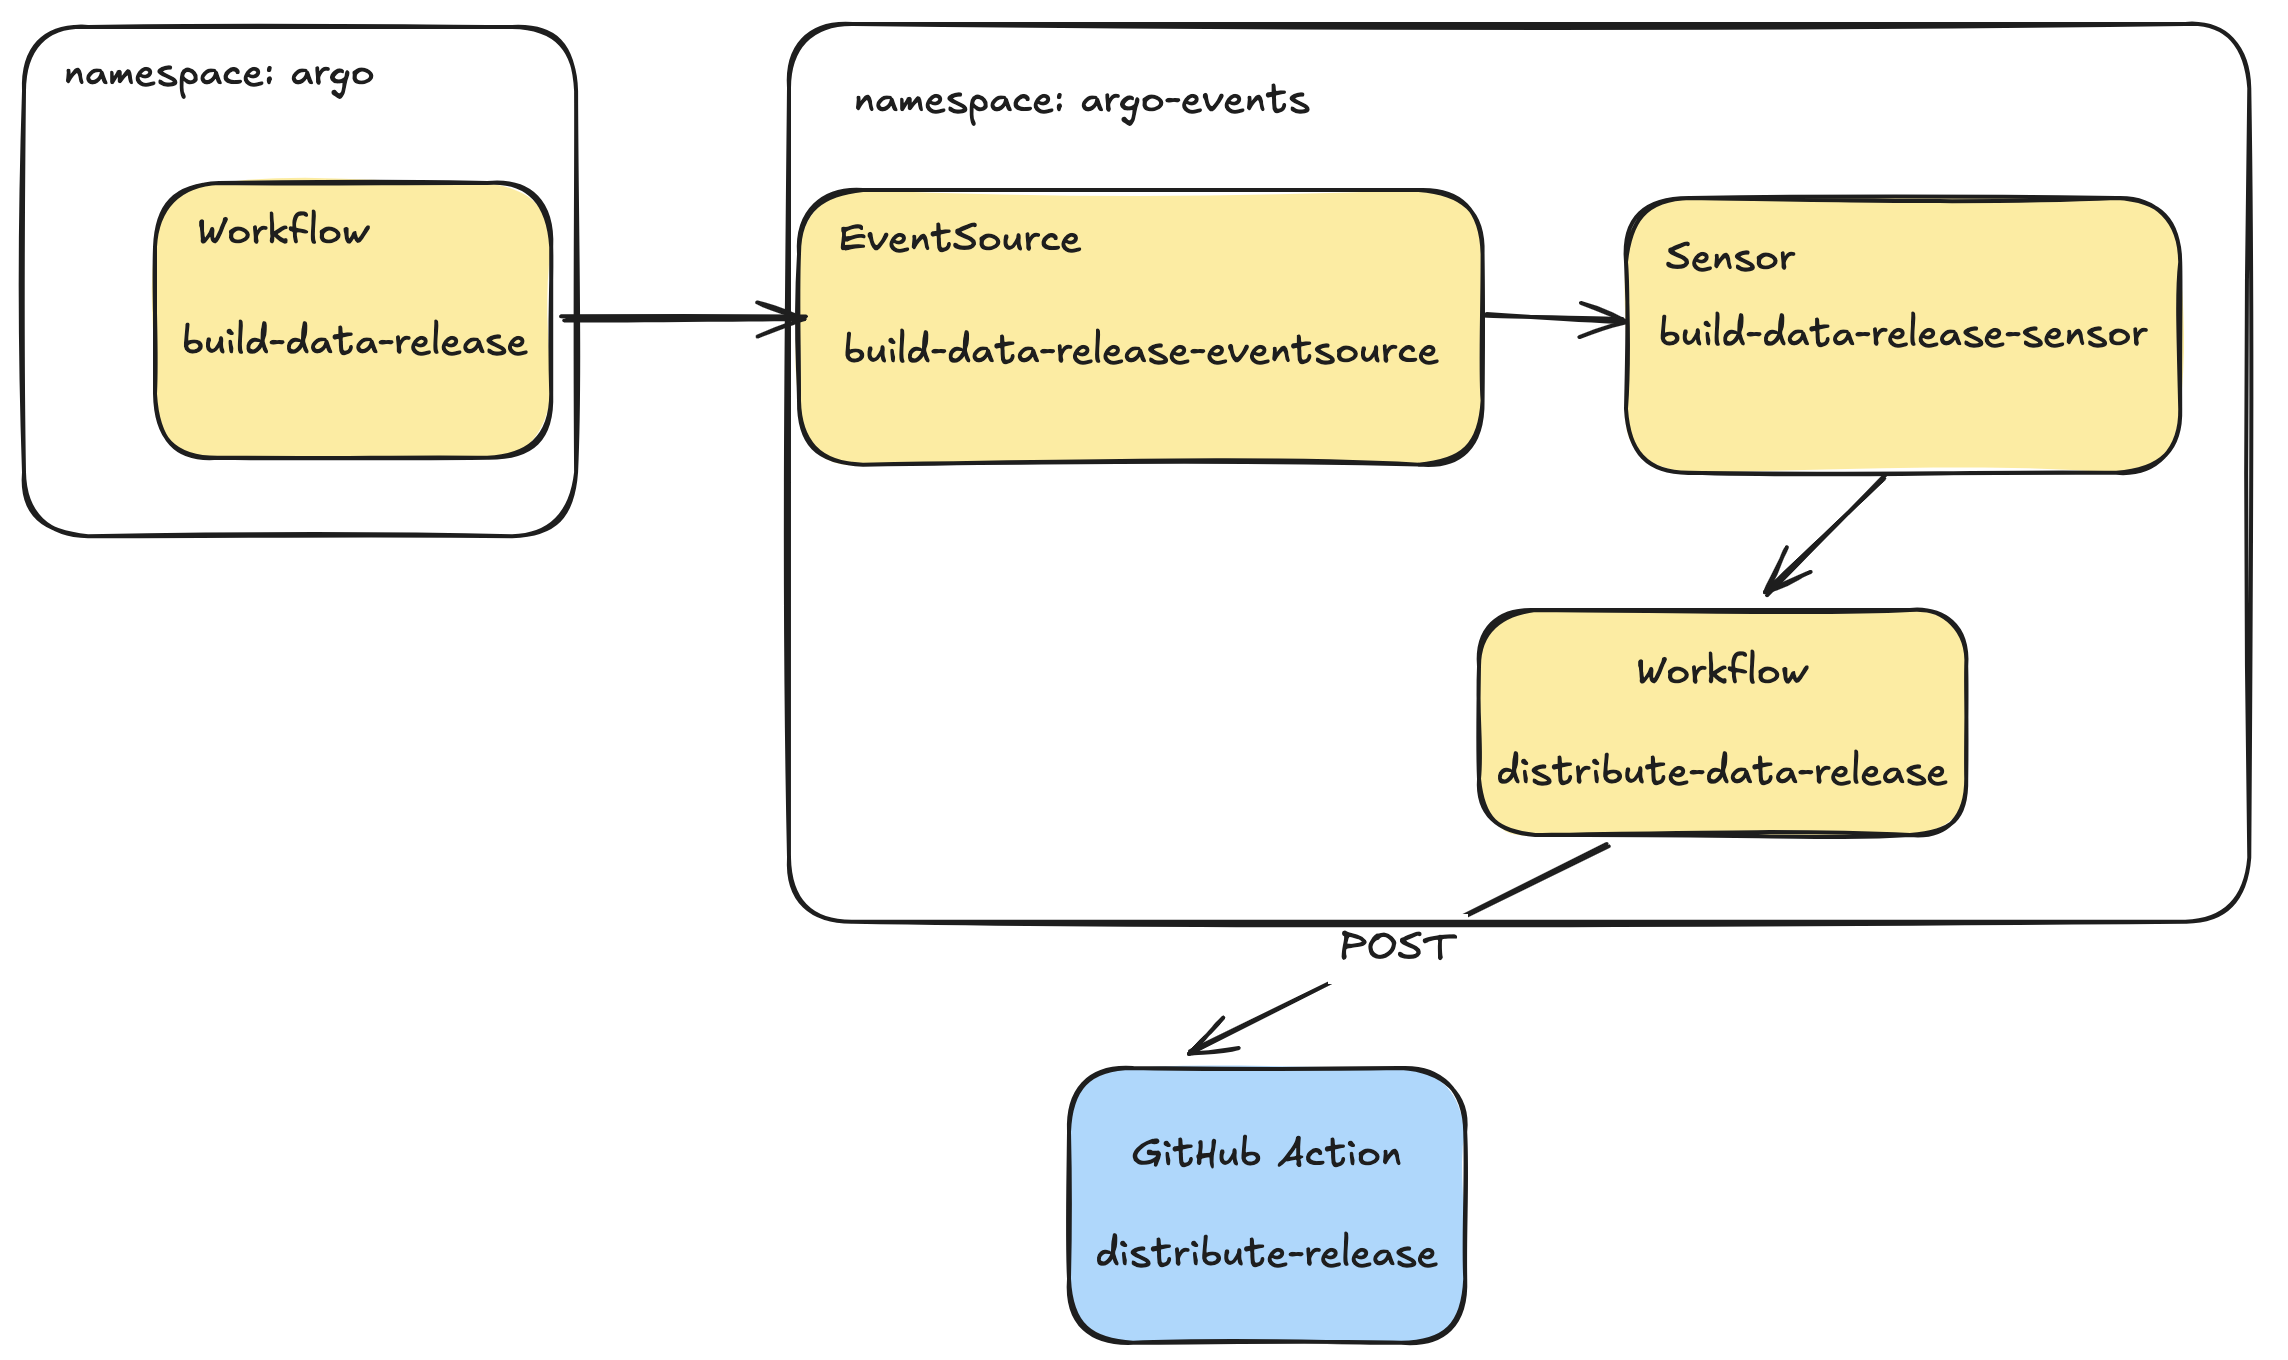 namespace: argo
Workflow
build-data-release
namespace: argo-events
EventSource
build-data-release-eventsource
Sensor
build-data-release-sensor
Workflow
distribute-data-release
POST
GitHub Action
distribute-release